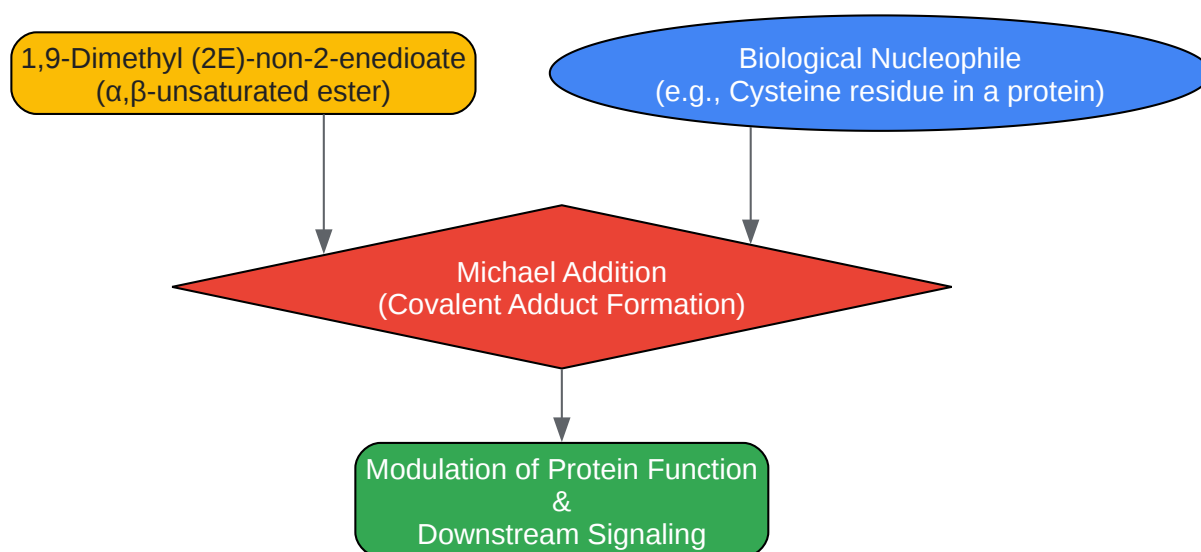 1,9-Dimethyl (2E)-non-2-enedioate
(α,β-unsaturated ester)
Biological Nucleophile
(e.g., Cysteine residue in a protein)
Michael Addition
(Covalent Adduct Formation)
Modulation of Protein Function
&
Downstream Signaling